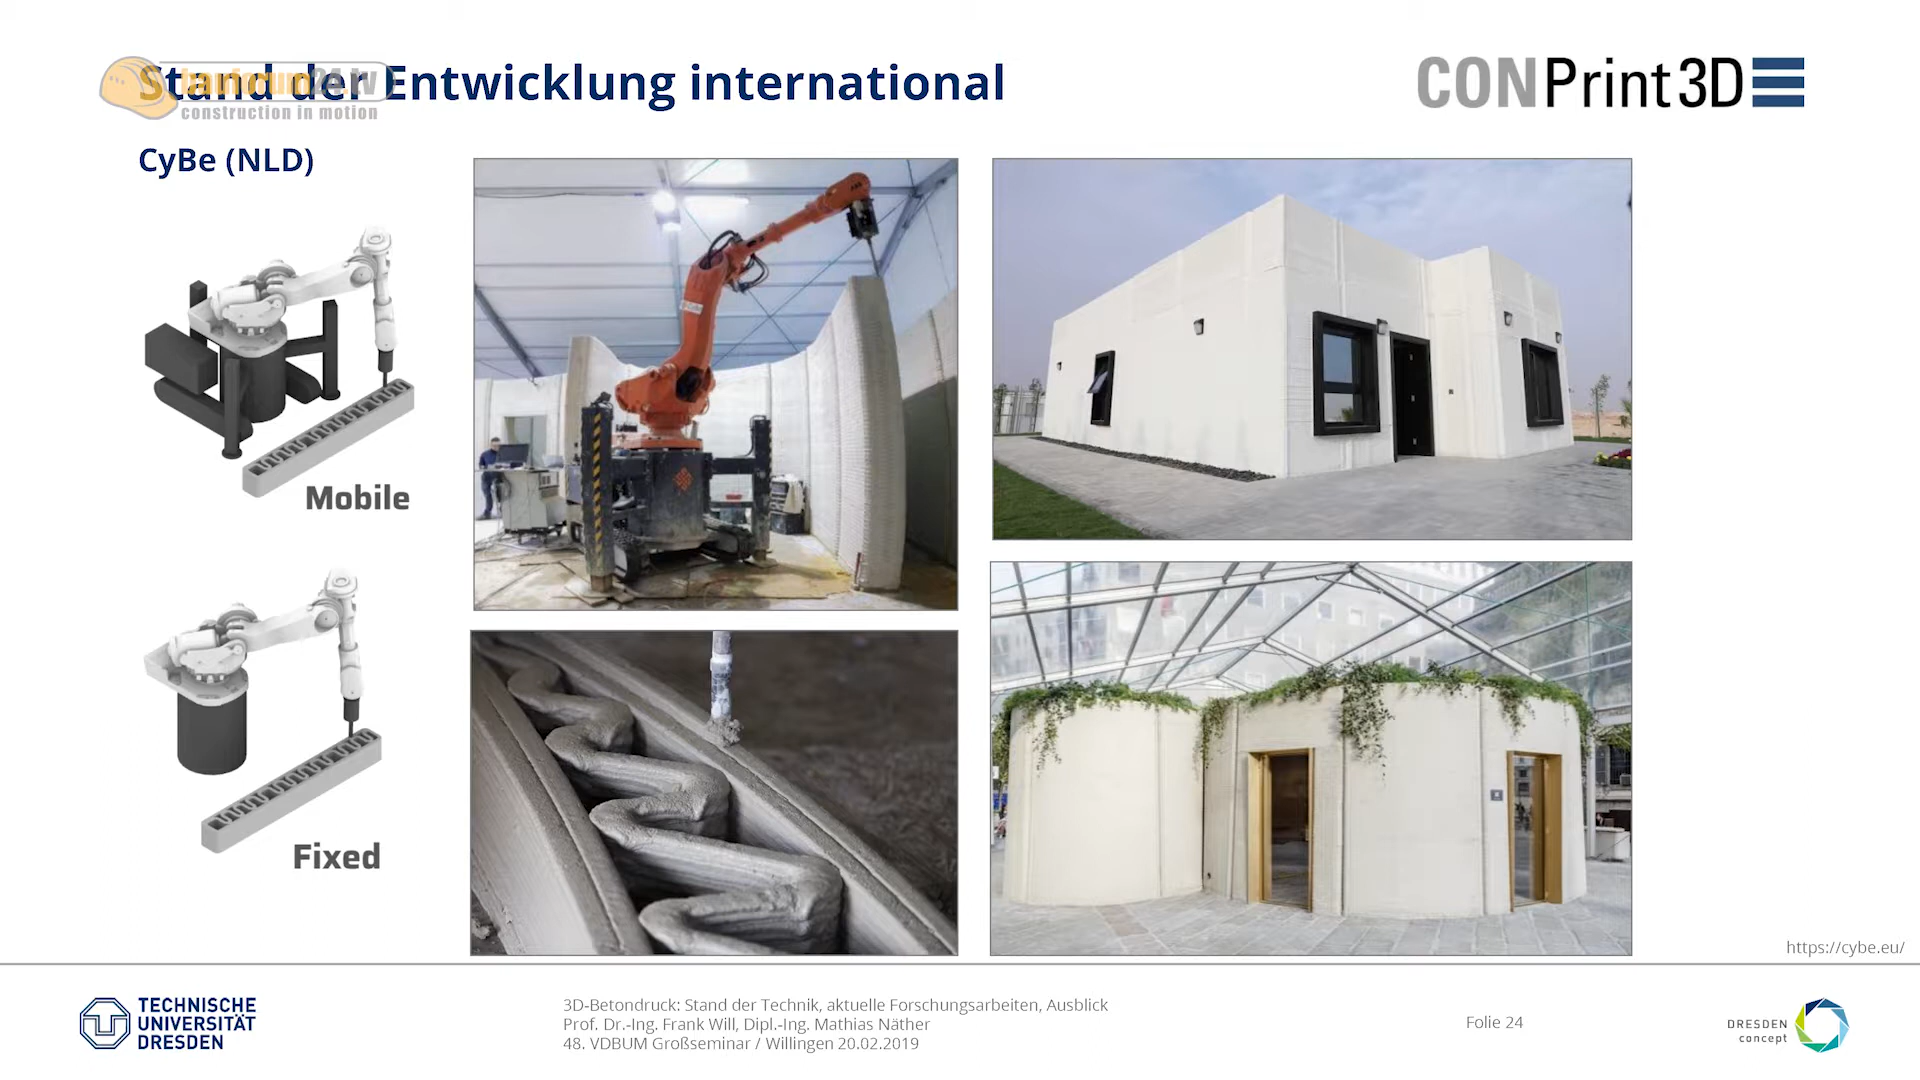 Stand der Entwicklung international
bauforum24.tv
construction in motion
CONPrint3D
CyBe (NLD)
Mobile
Fixed
https://cybe.eu/
TECHNISCHE
UNIVERSITÄT
DRESDEN
3D-Betondruck: Stand der Technik, aktuelle Forschungsarbeiten, Ausblick
Prof. Dr.-Ing. Frank Will, Dipl.-Ing. Mathias Näther
48. VDBUM Großseminar / Willingen 20.02.2019
Folie 24
DRESDEN
concept